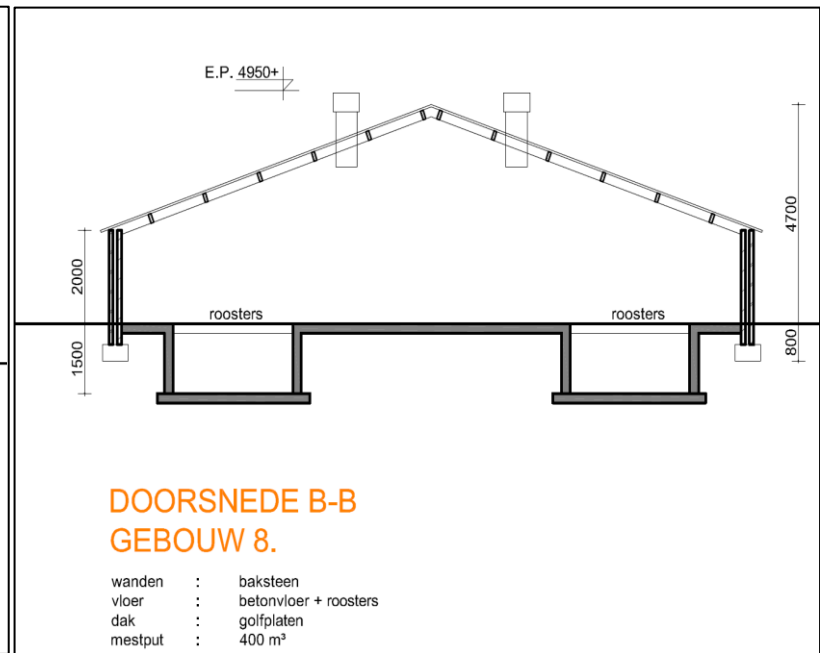 E.P. 4950+
4700
2000
roosters
roosters
1500
800
DOORSNEDE B-B
GEBOUW 8.
wanden : baksteen
vloer : betonvloer + roosters
dak : golfplaten
mestput : 400 m³